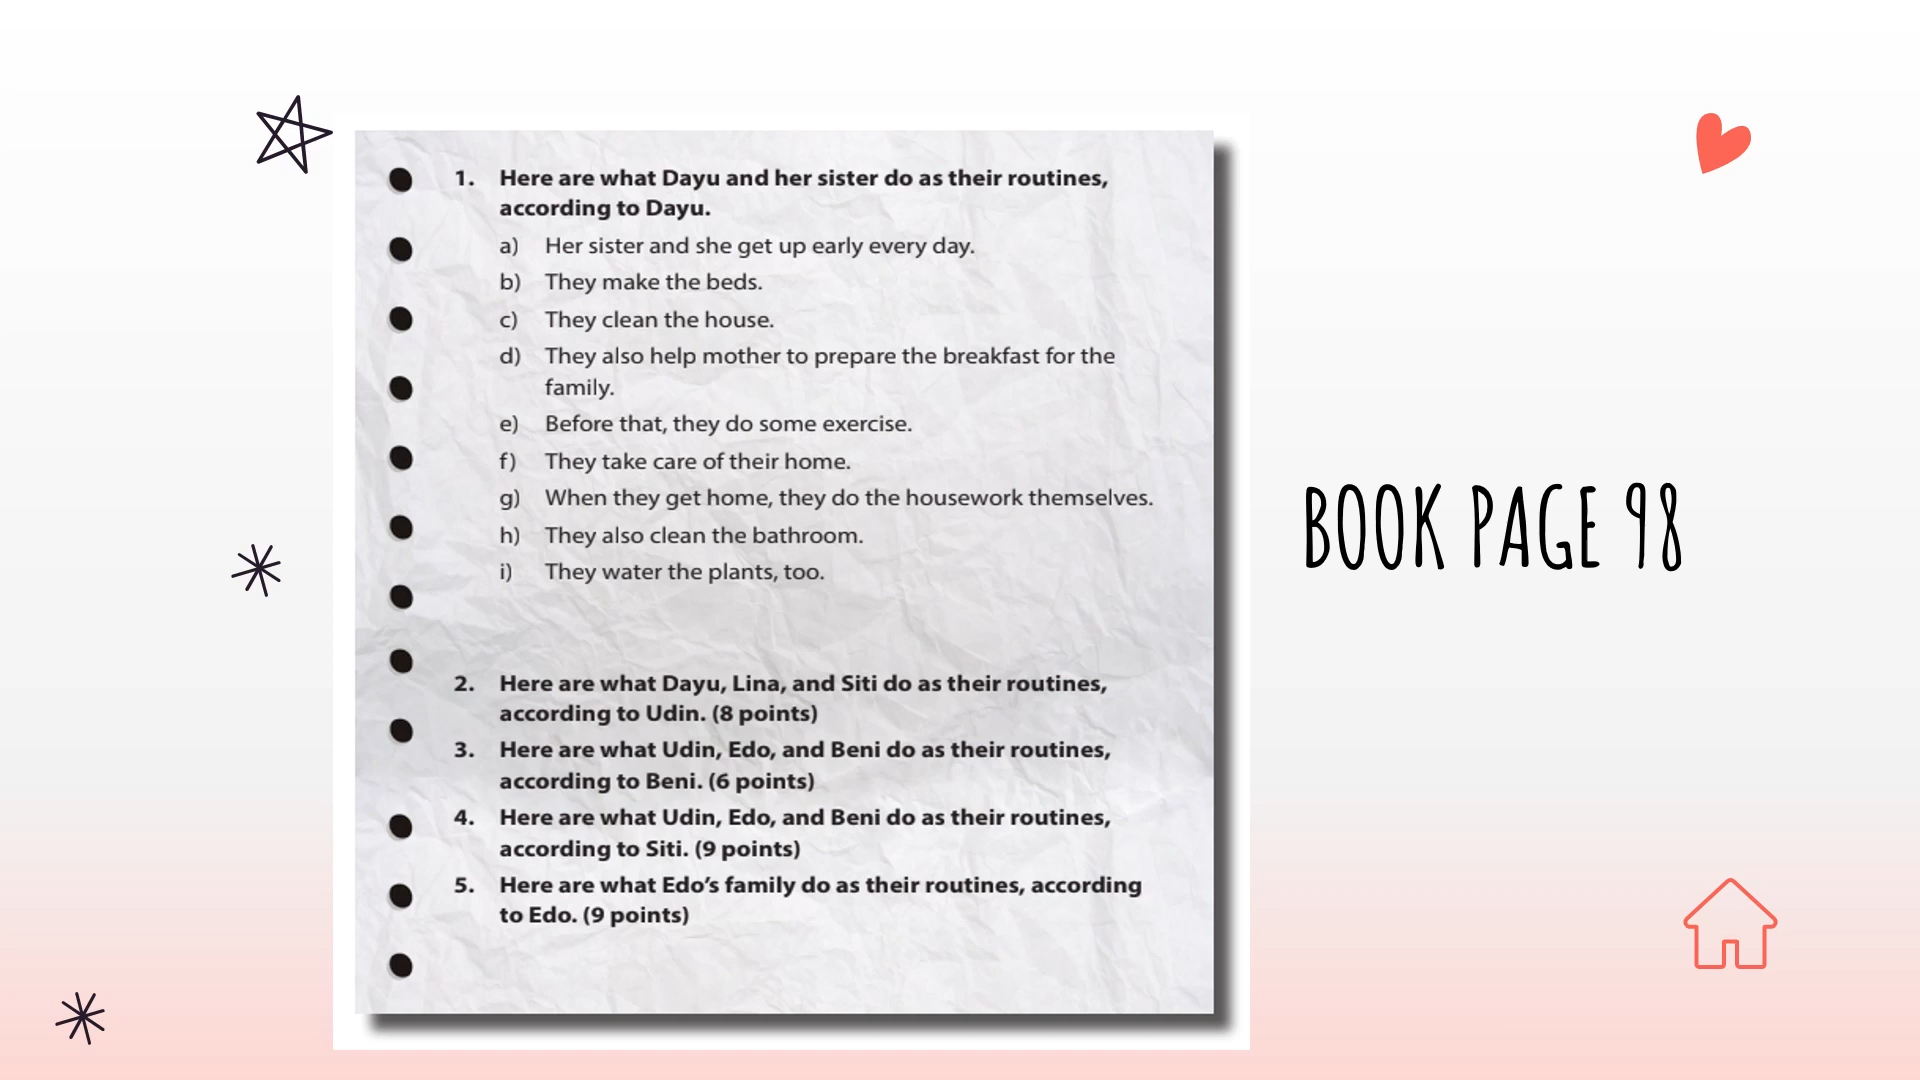 1. Here are what Dayu and her sister do as their routines,
according to Dayu.
a) Her sister and she get up early every day.
b) They make the beds.
c) They clean the house.
d) They also help mother to prepare the breakfast for the
family.
e) Before that, they do some exercise.
f) They take care of their home.
g) When they get home, they do the housework themselves.
h) They also clean the bathroom.
i) They water the plants, too.
2. Here are what Dayu, Lina, and Siti do as their routines,
according to Udin. (8 points)
3. Here are what Udin, Edo, and Beni do as their routines,
according to Beni. (6 points)
4. Here are what Udin, Edo, and Beni do as their routines,
according to Siti. (9 points)
5. Here are what Edo’s family do as their routines, according
to Edo. (9 points)
BOOK PAGE 98